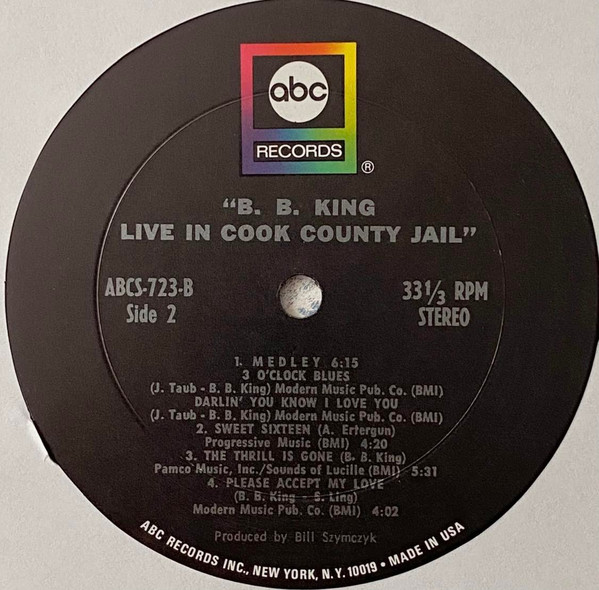 abc
RECORDS
®
"B. B. KING
LIVE IN COOK COUNTY JAIL"
ABCS-723-B
Side 2
33 1/3 RPM
STEREO
1. MEDLEY 6:15
3 O'CLOCK BLUES
(J. Taub - B. B. King) Modern Music Pub. Co. (BMI)
DARLIN' YOU KNOW I LOVE YOU
(J. Taub - B. B. King) Modern Music Pub. Co. (BMI)
2. SWEET SIXTEEN (A. Ertergun)
Progressive Music (BMI) 4:20
3. THE THRILL IS GONE (B. B. King)
Pamco Music, Inc./Sounds of Lucille (BMI) 5:31
4. PLEASE ACCEPT MY LOVE
(B. B. King - S. Ling)
Modern Music Pub. Co. (BMI) 4:02
Produced by Bill Szymczyk
ABC RECORDS INC., NEW YORK, N.Y. 10019 • MADE IN USA